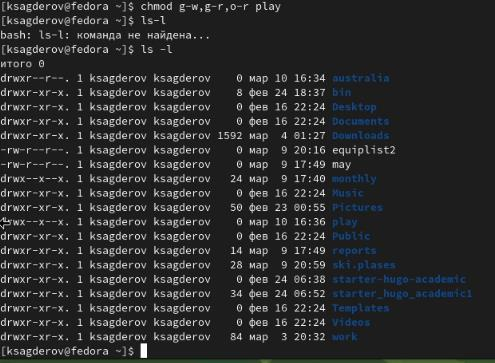 [ksagderov@fedora ~]$ chmod g-w,g-r,o-r play
[ksagderov@fedora ~]$ ls-l
bash: ls-l: команда не найдена...
[ksagderov@fedora ~]$ ls -l
итого 0
drwxr--r--. 1 ksagderov ksagderov 0 мар 10 16:34 australia
drwxr-xr-x. 1 ksagderov ksagderov 8 фев 24 18:37 bin
drwxr-xr-x. 1 ksagderov ksagderov 0 фев 16 22:24 Desktop
drwxr-xr-x. 1 ksagderov ksagderov 0 фев 16 22:24 Documents
drwxr-xr-x. 1 ksagderov ksagderov 1592 мар 4 01:27 Downloads
-rw-r--r--. 1 ksagderov ksagderov 0 мар 9 20:16 equiplist2
-rw-r--r--. 1 ksagderov ksagderov 0 мар 9 17:49 may
drwx--x--x. 1 ksagderov ksagderov 24 мар 9 17:40 monthly
drwxr-xr-x. 1 ksagderov ksagderov 0 фев 16 22:24 Music
drwxr-xr-x. 1 ksagderov ksagderov 50 фев 23 00:55 Pictures
drwx--x--x. 1 ksagderov ksagderov 0 мар 10 16:36 play
drwxr-xr-x. 1 ksagderov ksagderov 0 фев 16 22:24 Public
drwxr-xr-x. 1 ksagderov ksagderov 14 мар 9 17:49 reports
drwxr-xr-x. 1 ksagderov ksagderov 28 мар 9 20:59 ski.plases
drwxr-xr-x. 1 ksagderov ksagderov 0 фев 24 06:38 starter-hugo-academic
drwxr-xr-x. 1 ksagderov ksagderov 34 фев 24 06:52 starter_hugo_academic1
drwxr-xr-x. 1 ksagderov ksagderov 0 фев 16 22:24 Templates
drwxr-xr-x. 1 ksagderov ksagderov 0 фев 16 22:24 Videos
drwxr-xr-x. 1 ksagderov ksagderov 84 мар 3 20:32 work
[ksagderov@fedora ~]$